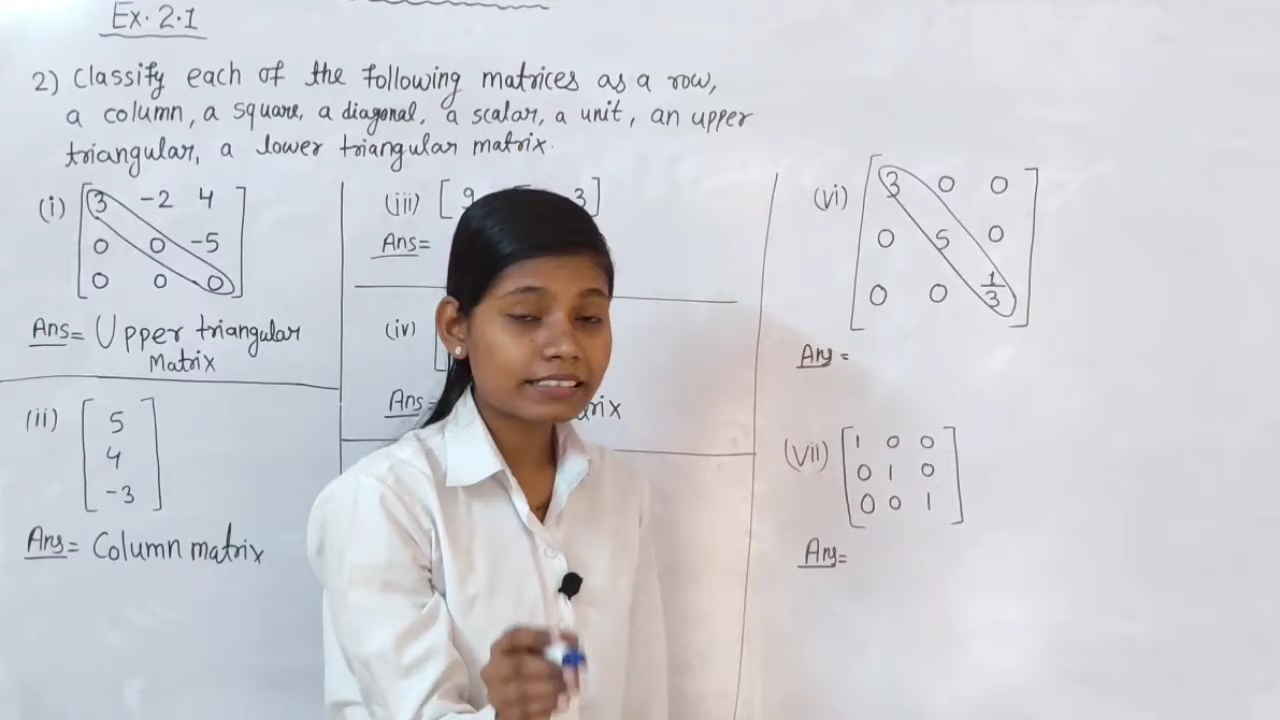 Ex. 2.1
2) Classify each of the following matrices as a row,
a column, a square, a diagonal, a scalar, a unit, an upper
triangular, a lower triangular matrix.
(i) 3 -2 4
0 0 -5
0 0 0
Ans= Upper triangular
Matrix
(ii) 5
4
-3
Ans= Column matrix
(iii) [ 9 3 ]
Ans=
(iv)
Ans=
(vi) 3 0 0
0 5 0
0 0 1/3
Ans=
(vii) 1 0 0
0 1 0
0 0 1
Ans=